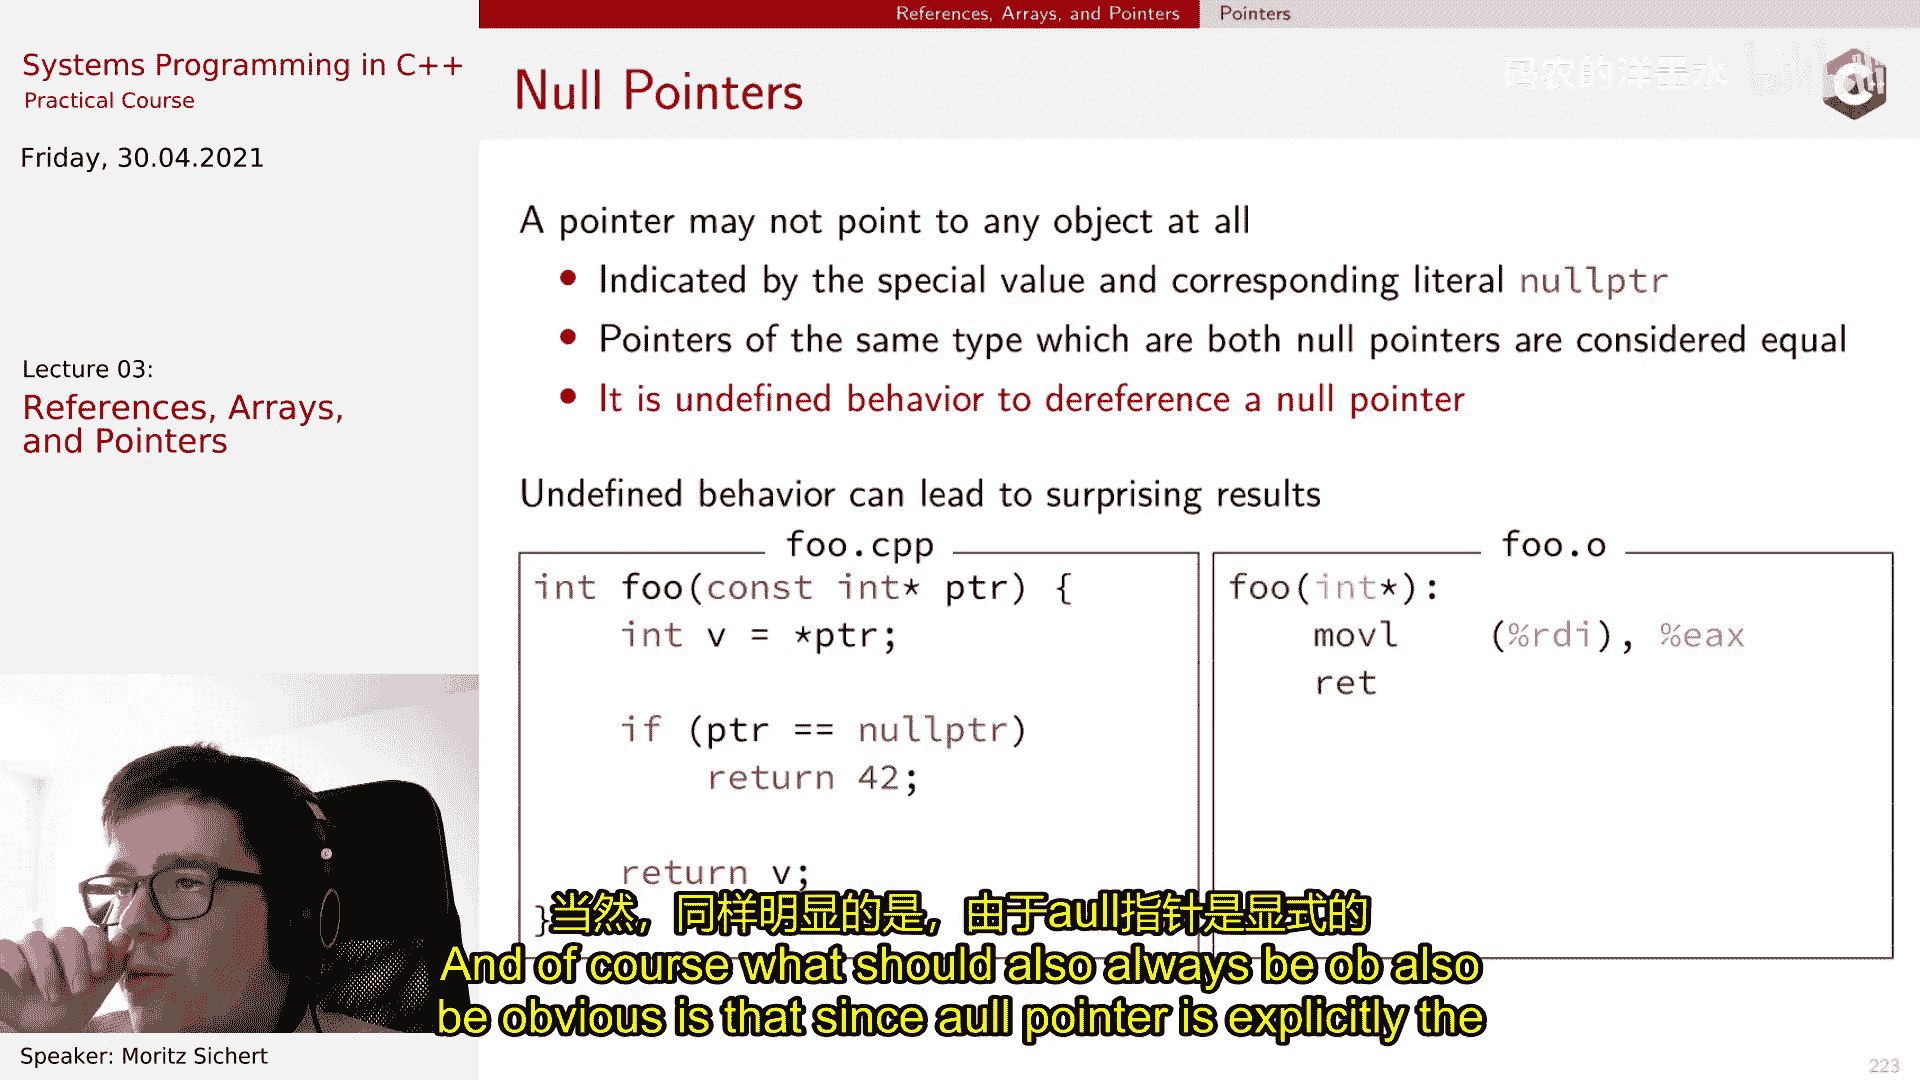 References, Arrays, and Pointers
Pointers
Systems Programming in C++
Practical Course
Friday, 30.04.2021
Lecture 03:
References, Arrays,
and Pointers
Speaker: Moritz Sichert
Null Pointers
码农的洋墨水
A pointer may not point to any object at all
• Indicated by the special value and corresponding literal nullptr
• Pointers of the same type which are both null pointers are considered equal
• It is undefined behavior to dereference a null pointer
Undefined behavior can lead to surprising results
foo.cpp
int foo(const int* ptr) {
int v = *ptr;
if (ptr == nullptr)
return 42;
return v;
}
foo.o
foo(int*):
movl (%rdi), %eax
ret
当然，同样明显的是，由于aull指针是显式的
And of course what should also always be ob also
be obvious is that since aull pointer is explicitly the
223